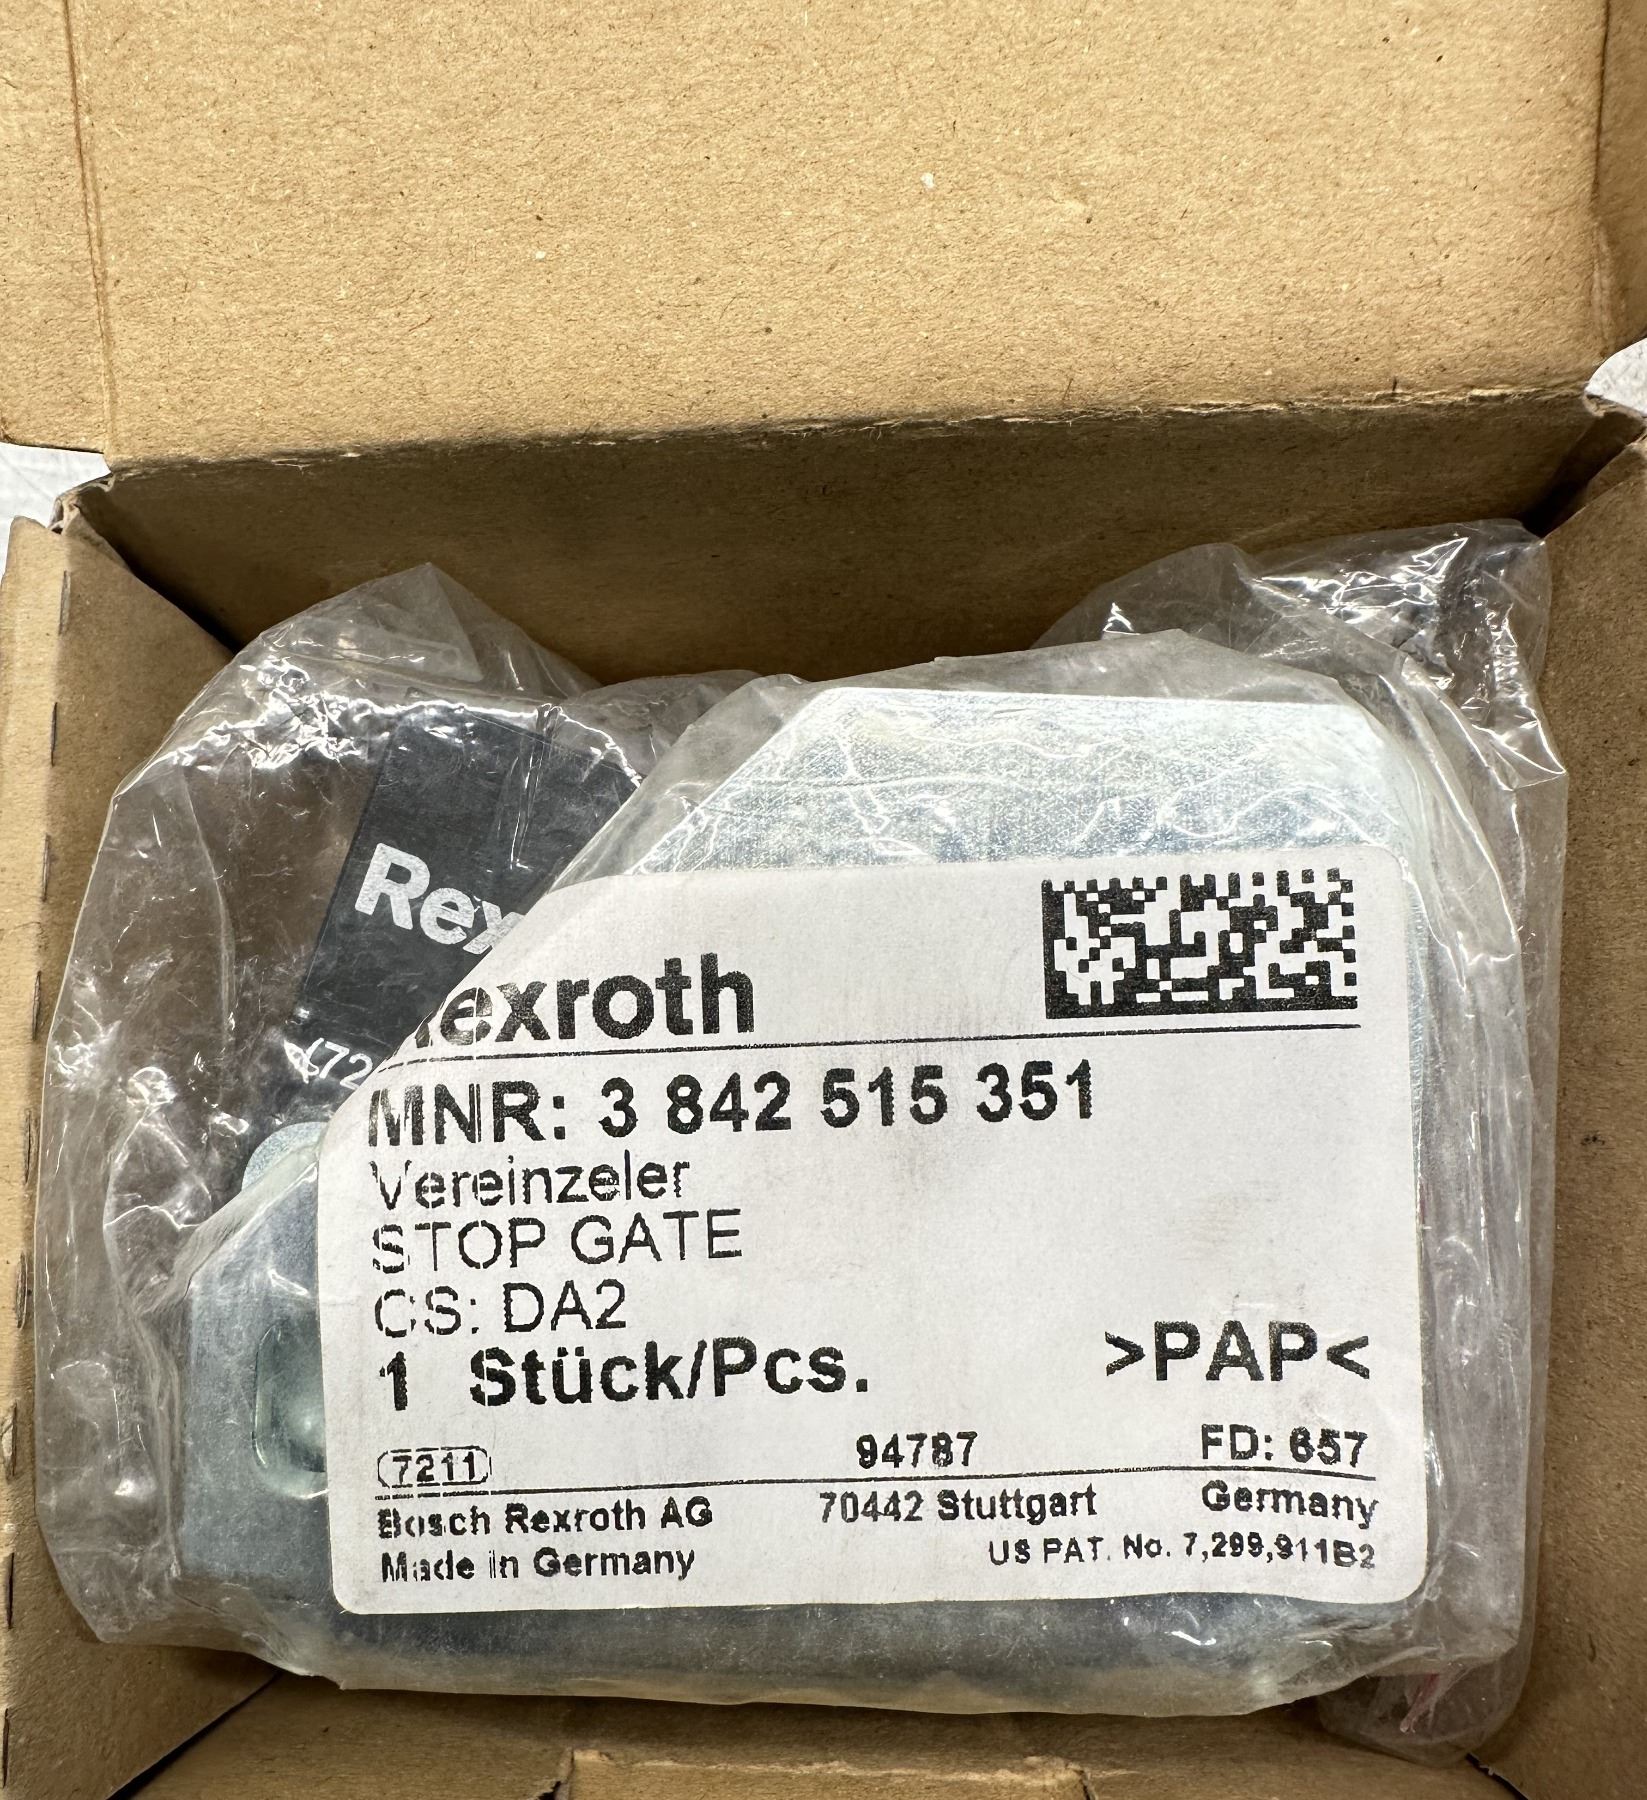 Rex
Rexroth
MNR: 3 842 515 351
Vereinzeler
STOP GATE
CS: DA2
1 Stück/Pcs. >PAP<
7211 94787 FD: 657
Bosch Rexroth AG 70442 Stuttgart Germany
Made in Germany US PAT. No. 7,299,911B2